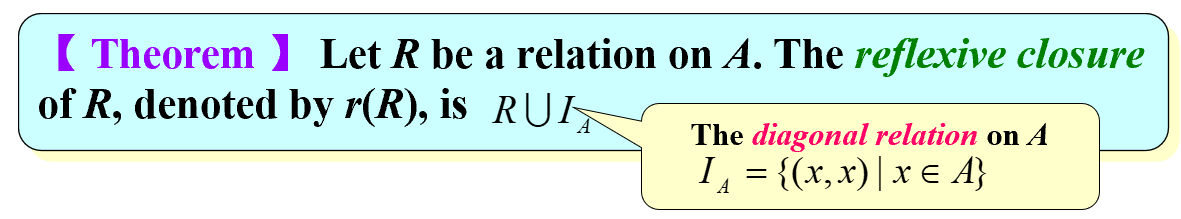 【 Theorem 】 Let R be a relation on A. The reflexive closure
of R, denoted by r(R), is R ∪ I_A
The diagonal relation on A
I_A = {(x, x) | x ∈ A}